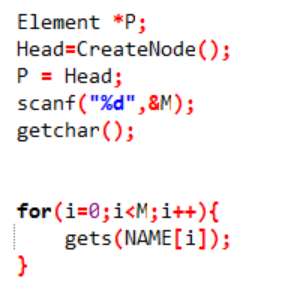 Element *P;
Head=CreateNode();
P = Head;
scanf("%d",&M);
getchar();
for(i=0;i<M;i++){
gets(NAME[i]);
}